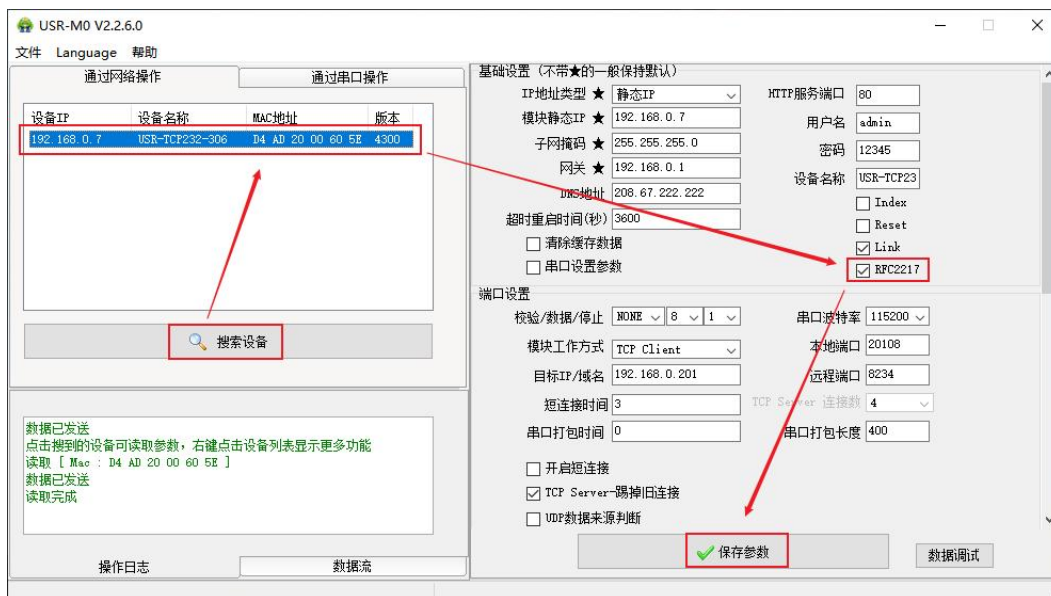 USR-M0 V2.2.6.0
文件 Language 帮助
通过网络操作 通过串口操作
设备IP 设备名称 MAC地址 版本
192.168.0.7 USR-TCP232-306 D4 AD 20 00 60 5E 4300
搜索设备
数据已发送
点击搜到的设备可读取参数，右键点击设备列表显示更多功能
读取 [ Mac : D4 AD 20 00 60 5E ]
数据已发送
读取完成
操作日志 数据流
基础设置 (不带★的一般保持默认)
IP地址类型 ★ 静态IP HTTP服务端口 80
模块静态IP ★ 192.168.0.7 用户名 admin
子网掩码 ★ 255.255.255.0 密码 12345
网关 ★ 192.168.0.1 设备名称 USR-TCP23
DNS地址 208.67.222.222 Index
超时重启时间(秒) 3600 Reset
清除缓存数据 Link
串口设置参数 RFC2217
端口设置
校验/数据/停止 NONE 8 1 串口波特率 115200
模块工作方式 TCP Client 本地端口 20108
目标IP/域名 192.168.0.201 远程端口 8234
短连接时间 3 TCP Server 连接数 4
串口打包时间 0 串口打包长度 400
开启短连接
TCP Server-踢掉旧连接
UDP数据来源判断
保存参数 数据调试